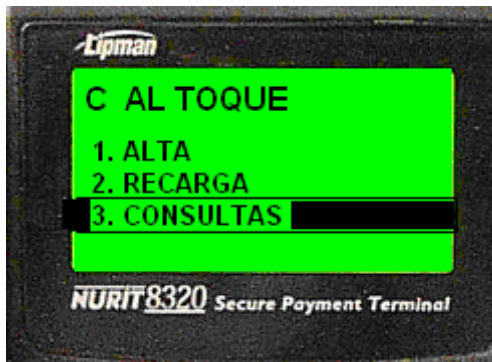 Lipman
C AL TOQUE
1. ALTA
2. RECARGA
3. CONSULTAS
NURIT 8320 Secure Payment Terminal